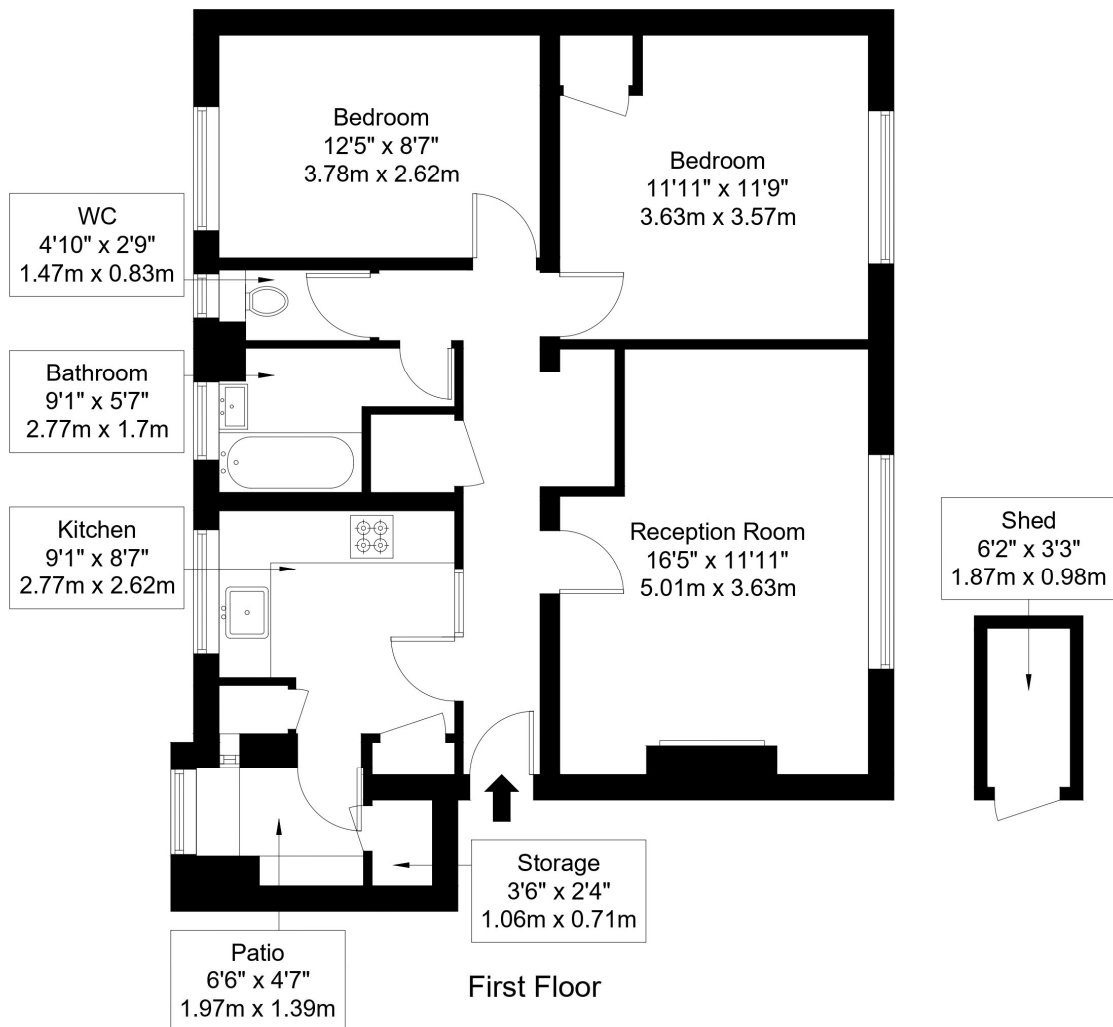 Bedroom
12'5" x 8'7"
3.78m x 2.62m
Bedroom
11'11" x 11'9"
3.63m x 3.57m
WC
4'10" x 2'9"
1.47m x 0.83m
Bathroom
9'1" x 5'7"
2.77m x 1.7m
Kitchen
9'1" x 8'7"
2.77m x 2.62m
Reception Room
16'5" x 11'11"
5.01m x 3.63m
Shed
6'2" x 3'3"
1.87m x 0.98m
Storage
3'6" x 2'4"
1.06m x 0.71m
Patio
6'6" x 4'7"
1.97m x 1.39m
First Floor